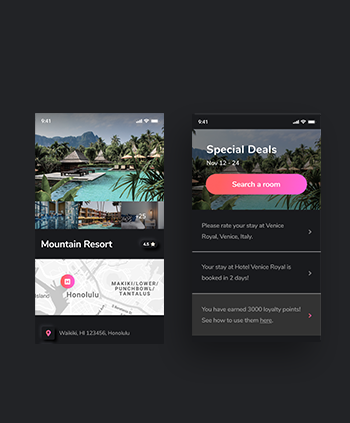 9:41
+25
Mountain Resort
4.5
MAKIKI/LOWER/
PUNCHBOWL/
TANTALUS
Island
Honolulu
Waikiki, HI 123456, Honolulu
9:41
Special Deals
Nov 12 - 24
Search a room
Please rate your stay at Venice
Royal, Venice, Italy.
Your stay at Hotel Venice Royal is
booked in 2 days!
You have earned 3000 loyalty points!
See how to use them here.